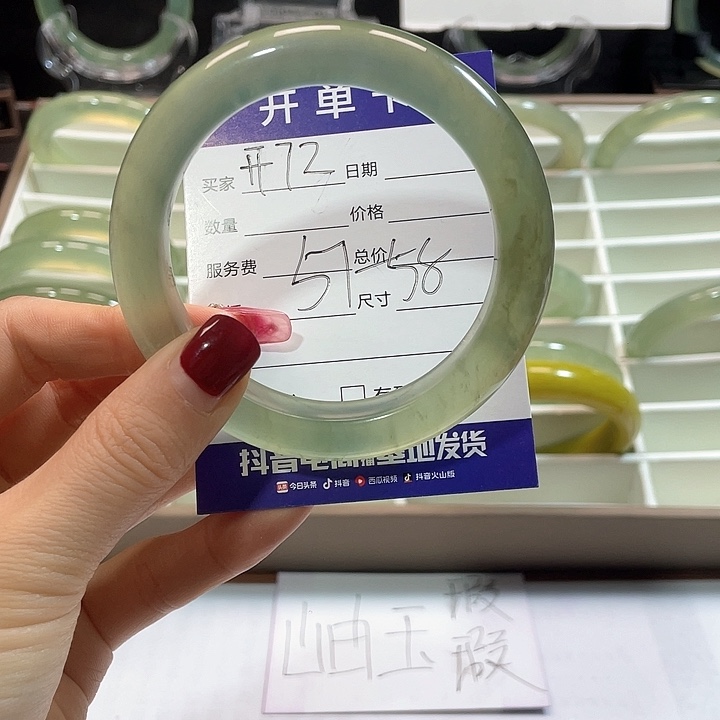 开单卡
买家 开72 日期
数量 价格
服务费 总价
57-58 尺寸
抖音电商 基地发货
今日头条 抖音 西瓜视频 抖音火山版
岫玉 手段